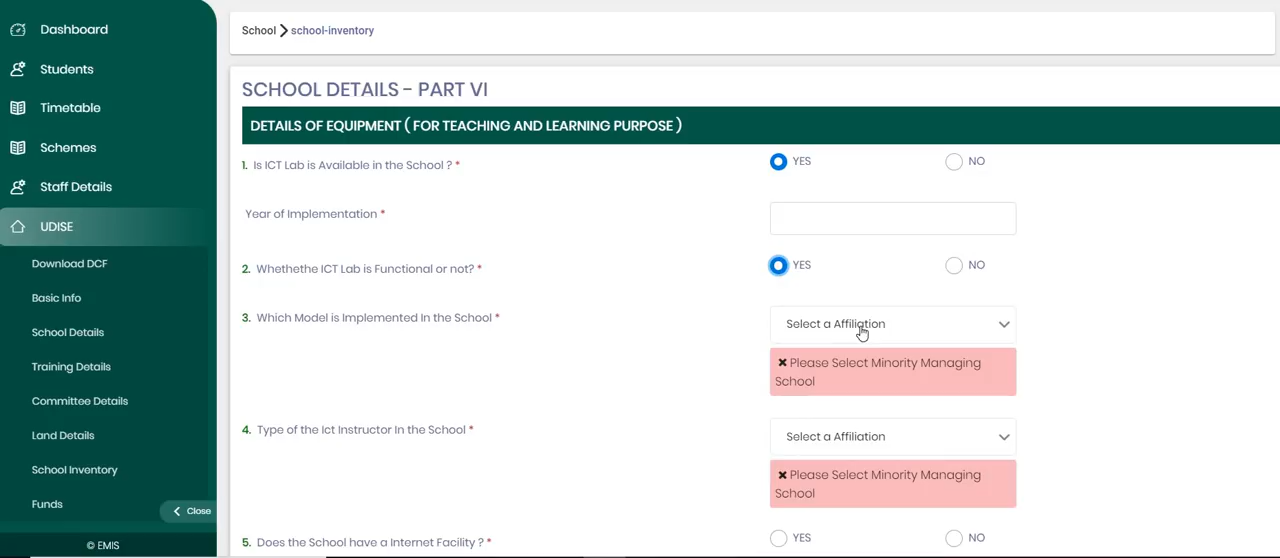 Dashboard
Students
Timetable
Schemes
Staff Details
UDISE
Download DCF
Basic Info
School Details
Training Details
Committee Details
Land Details
School Inventory
Funds
Close
© EMIS
School school-inventory
SCHOOL DETAILS - PART VI
DETAILS OF EQUIPMENT ( FOR TEACHING AND LEARNING PURPOSE )
1. Is ICT Lab is Available in the School ? * YES NO
Year of Implementation *
2. Whethethe ICT Lab is Functional or not? * YES NO
3. Which Model is Implemented In the School * Select a Affiliation
✖ Please Select Minority Managing
School
4. Type of the Ict Instructor In the School * Select a Affiliation
✖ Please Select Minority Managing
School
5. Does the School have a Internet Facility ? * YES NO